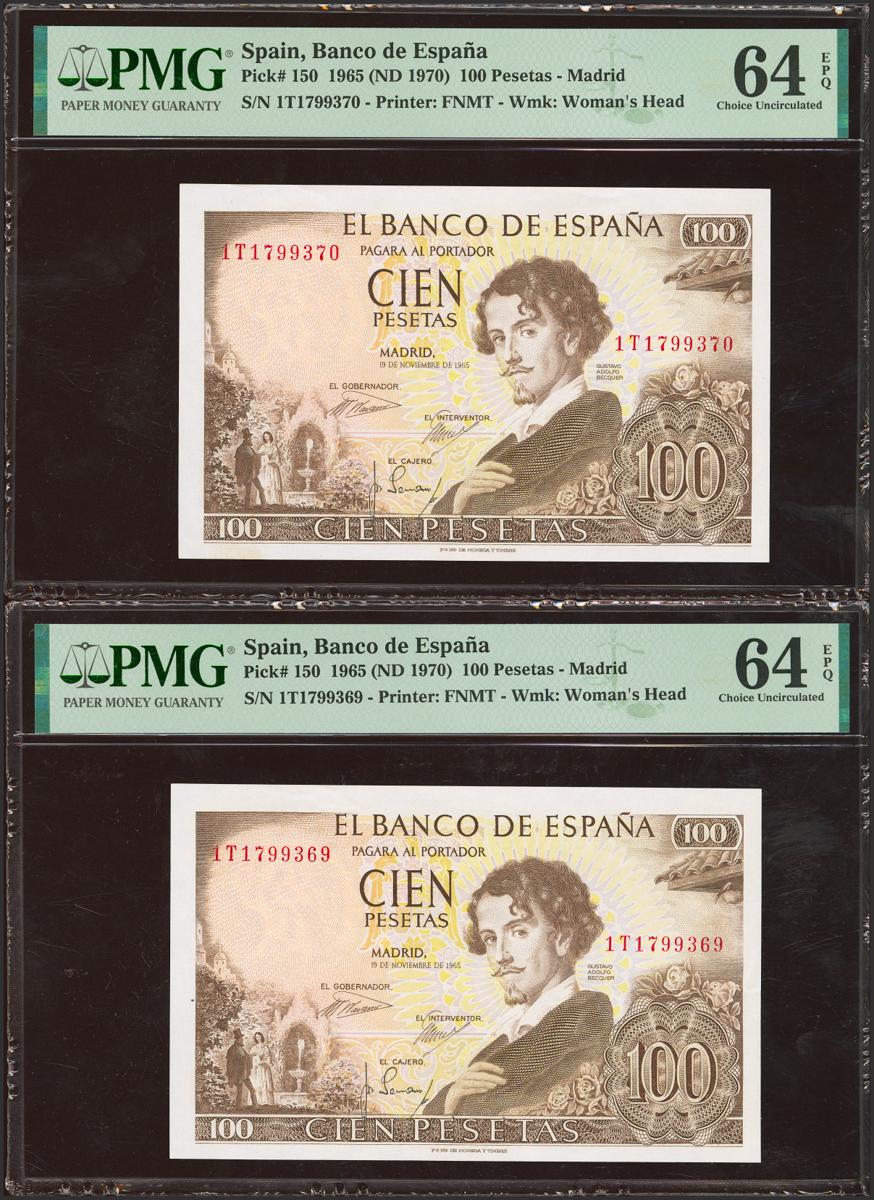 PMG®
PAPER MONEY GUARANTY
Spain, Banco de España
Pick# 150 1965 (ND 1970) 100 Pesetas - Madrid
S/N 1T1799370 - Printer: FNMT - Wmk: Woman's Head
64 EPQ
Choice Uncirculated
EL BANCO DE ESPAÑA
100
1T1799370
PAGARA AL PORTADOR
CIEN
PESETAS
MADRID,
19 DE NOVIEMBRE DE 1965
1T1799370
GUSTAVO
ADOLFO
BECQUER
EL GOBERNADOR.
EL INTERVENTOR.
EL CAJERO.
100
100 CIEN PESETAS
DE MONEDA Y TIMBRE
PMG®
PAPER MONEY GUARANTY
Spain, Banco de España
Pick# 150 1965 (ND 1970) 100 Pesetas - Madrid
S/N 1T1799369 - Printer: FNMT - Wmk: Woman's Head
64 EPQ
Choice Uncirculated
EL BANCO DE ESPAÑA
100
1T1799369
PAGARA AL PORTADOR
CIEN
PESETAS
MADRID,
19 DE NOVIEMBRE DE 1965
1T1799369
GUSTAVO
ADOLFO
BECQUER
EL GOBERNADOR.
EL INTERVENTOR.
EL CAJERO.
100
100 CIEN PESETAS
DE MONEDA Y TIMBRE